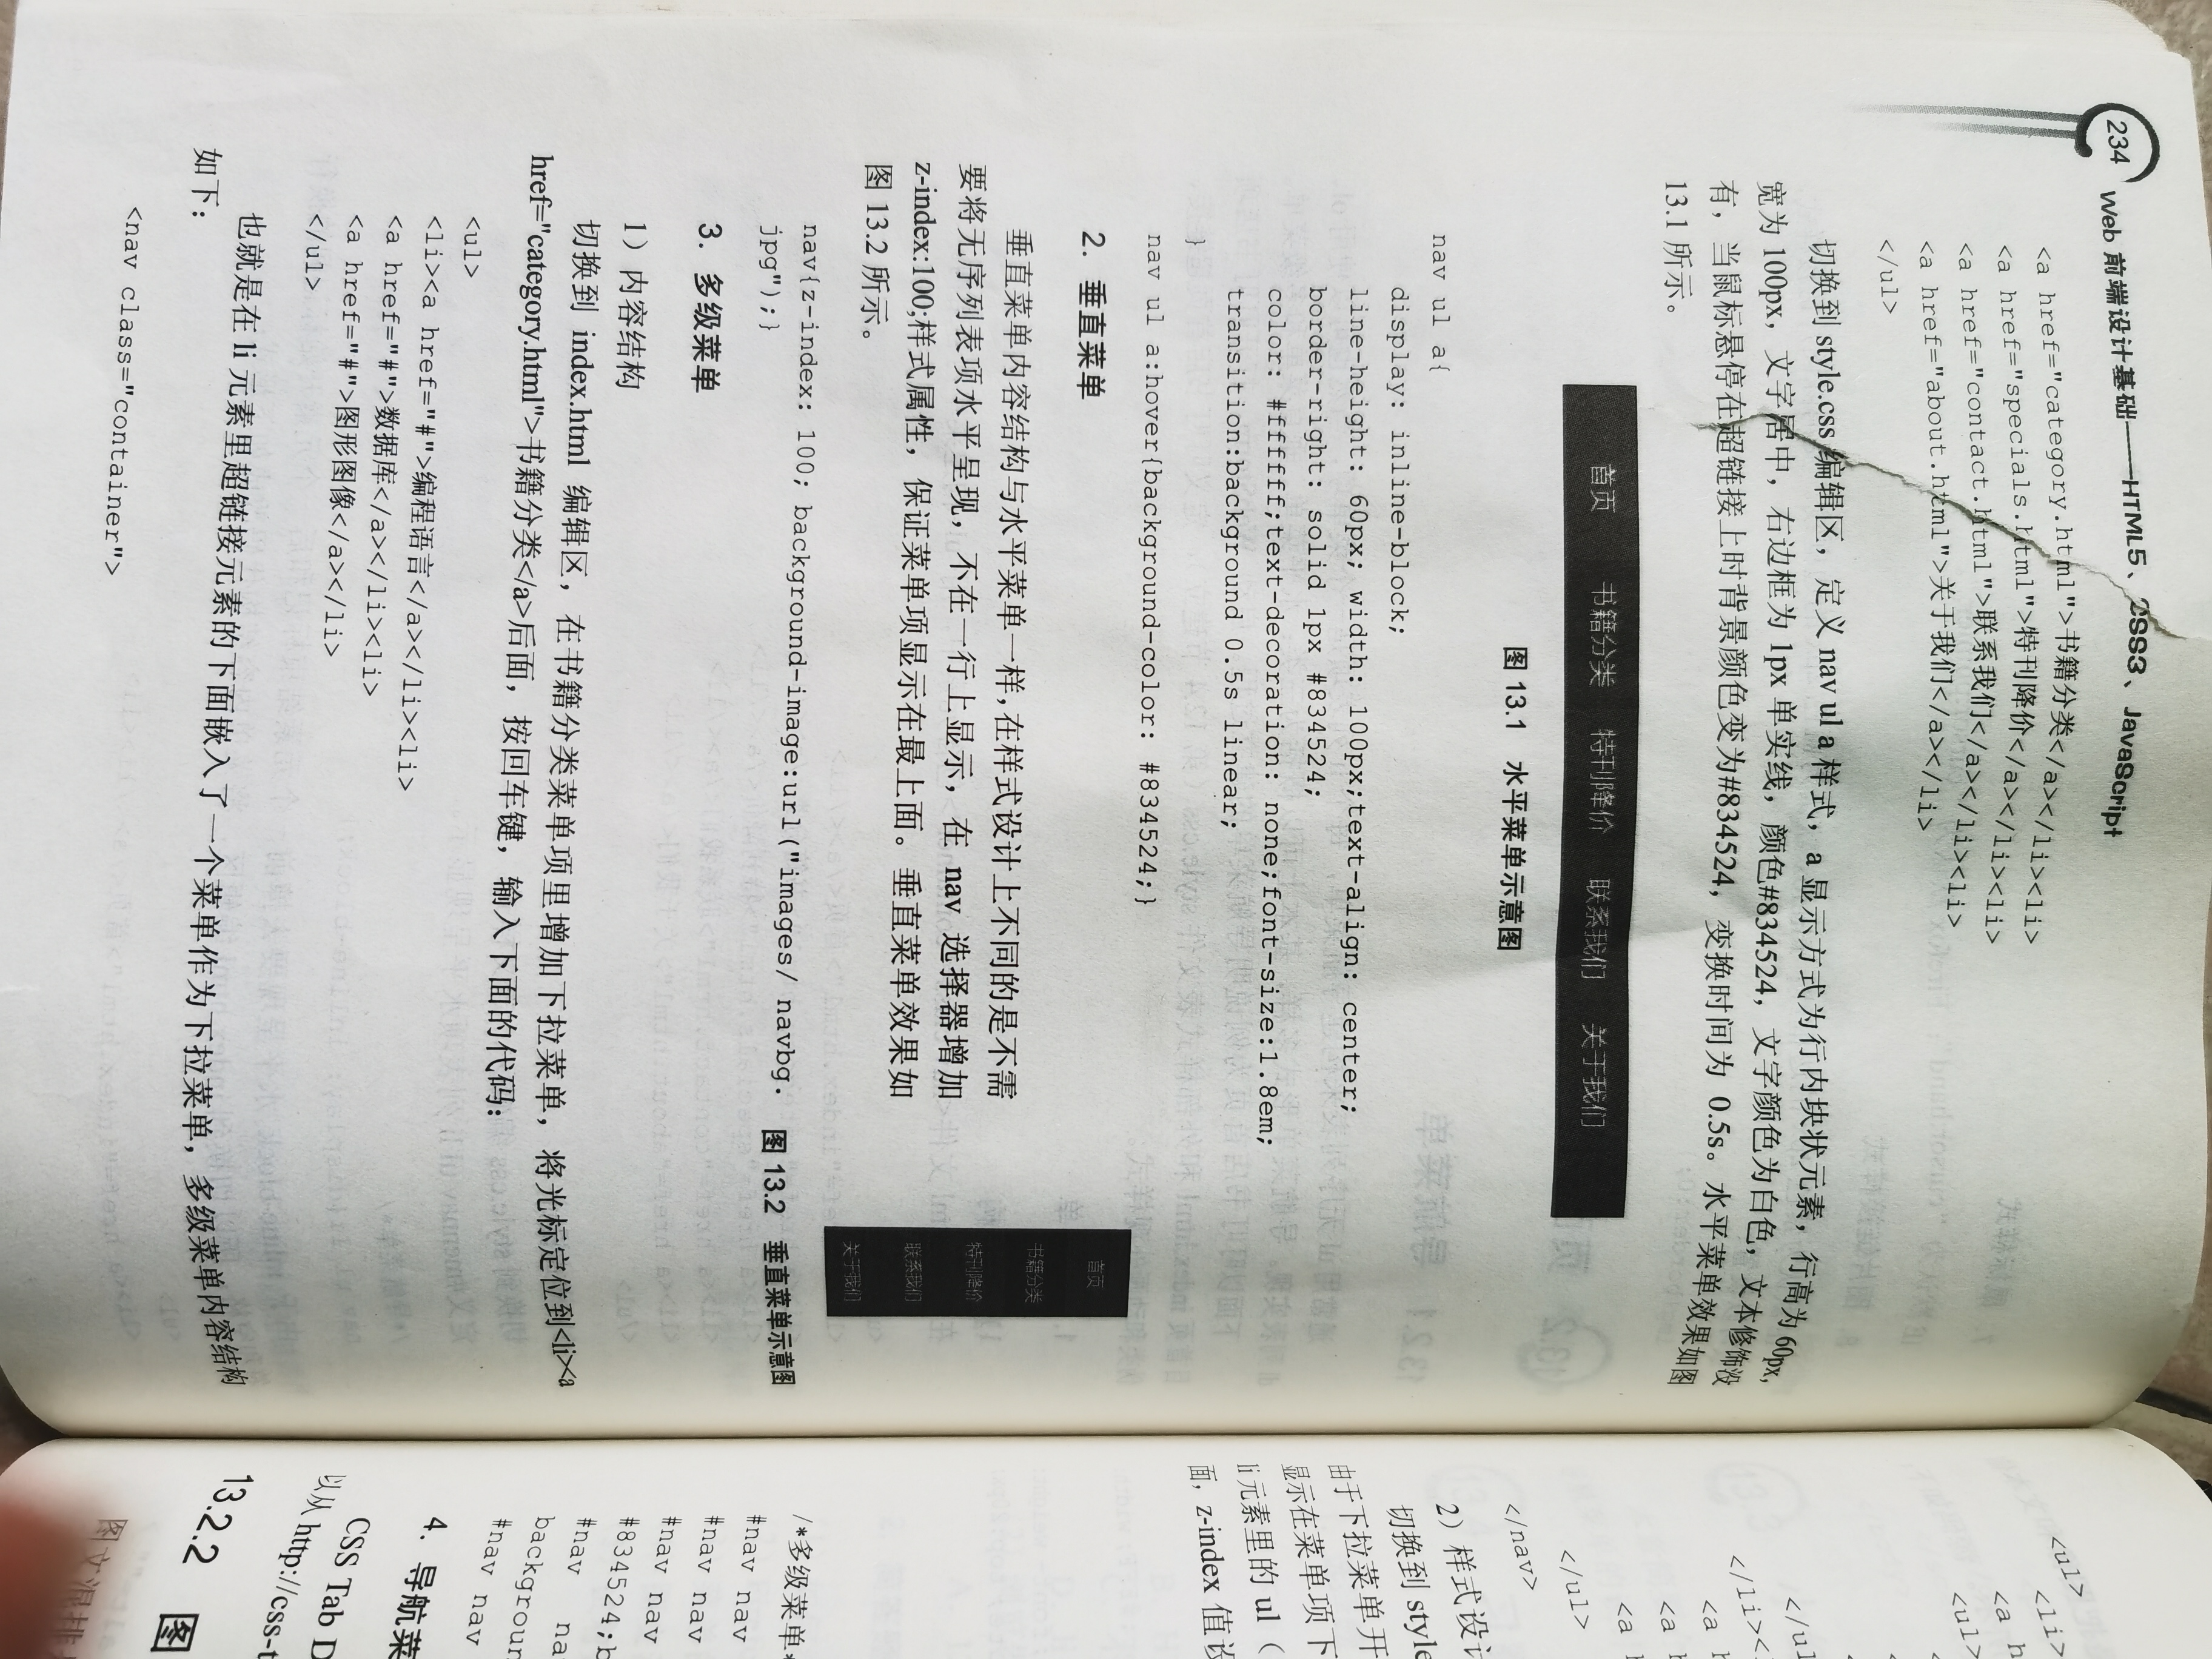 234
Web 前端设计基础——HTML5、CSS3、JavaScript
<a href="category.html">书籍分类</a></li><li>
<a href="specials.html">特刊降价</a></li><li>
<a href="contact.html">联系我们</a></li><li>
<a href="about.html">关于我们</a></li>
</ul>
切换到 style.css 编辑区，定义 nav ul a 样式，a 显示方式为行内块状元素，行高为 60px，
宽为 100px，文字居中，右边框为 1px 单实线，颜色#834524，文字颜色为白色，文本修饰没
有，当鼠标悬停在超链接上时背景颜色变为#834524，变换时间为 0.5s。水平菜单效果如图
13.1 所示。
首页 书籍分类 特刊降价 联系我们 关于我们
图 13.1 水平菜单示意图
nav ul a{
display: inline-block;
line-height: 60px; width: 100px;text-align: center;
border-right: solid 1px #834524;
color: #ffffff;text-decoration: none;font-size:1.8em;
transition:background 0.5s linear;
}
nav ul a:hover{background-color: #834524;}
2. 垂直菜单
垂直菜单内容结构与水平菜单一样，在样式设计上不同的是不需
要将无序列表项水平呈现，不在一行上显示，在 nav 选择器增加
z-index:100;样式属性，保证菜单项显示在最上面。垂直菜单效果如
图 13.2 所示。
nav{z-index: 100; background-image:url("images/ navbg.
jpg");}
首页
书籍分类
特刊降价
联系我们
关于我们
图 13.2 垂直菜单示意图
3. 多级菜单
1）内容结构
切换到 index.html 编辑区，在书籍分类菜单项里增加下拉菜单，将光标定位到<li><a
href="category.html">书籍分类</a>后面，按回车键，输入下面的代码：
<ul>
<li><a href="#">编程语言</a></li><li>
<a href="#">数据库</a></li><li>
<a href="#">图形图像</a></li>
</ul>
也就是在 li 元素里超链接元素的下面嵌入了一个菜单作为下拉菜单，多级菜单内容结构
如下：
<nav class="container">
<ul>
<li>
<a h
<ul>
</ul
</li><
<a h
<a h
<a h
</ul>
</nav>
2）样式设计
切换到 style
由于下拉菜单开
显示在菜单项下
li 元素里的 ul（
面，z-index 值设
/*多级菜单*
#nav nav
#nav nav
#nav nav
#834524;b
#nav na
backgroun
#nav nav
4. 导航菜
CSS Tab D
以从 http://css-t
13.2.2 图
图文混排